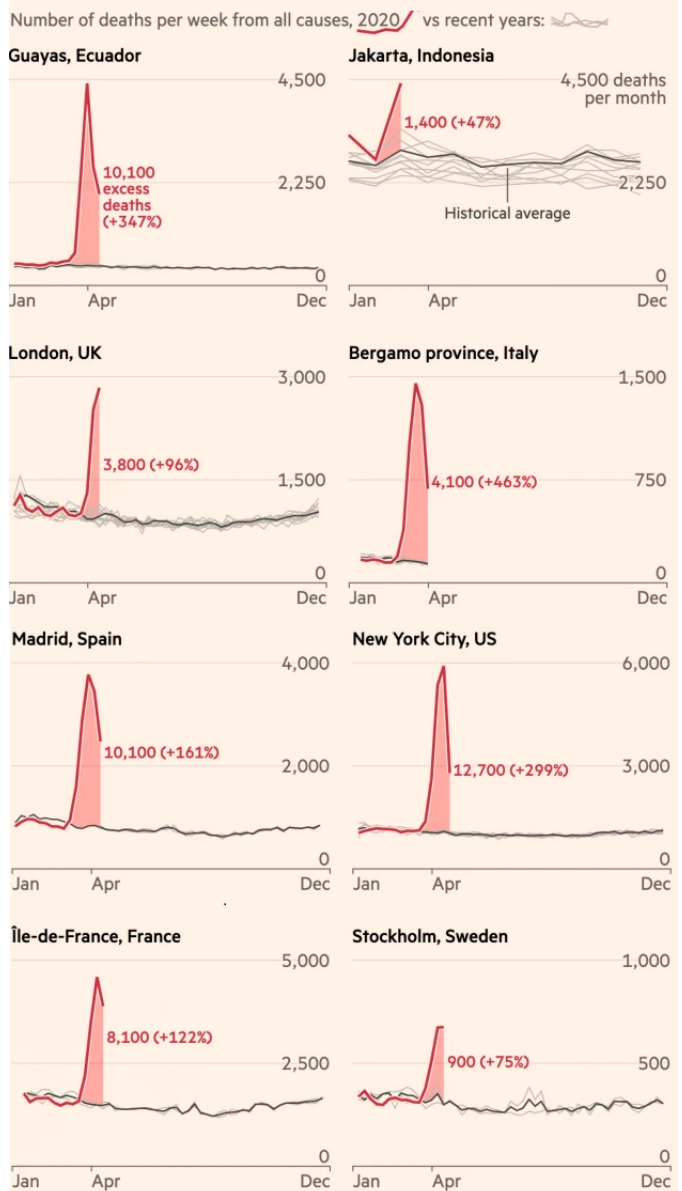 Number of deaths per week from all causes, 2020 vs recent years:
Guayas, Ecuador
4,500
10,100
excess
deaths
(+347%)
2,250
0
Jan Apr Dec
Jakarta, Indonesia
4,500 deaths
per month
1,400 (+47%)
2,250
Historical average
0
Jan Apr Dec
London, UK
3,000
3,800 (+96%)
1,500
0
Jan Apr Dec
Bergamo province, Italy
1,500
4,100 (+463%)
750
0
Jan Apr Dec
Madrid, Spain
4,000
10,100 (+161%)
2,000
0
Jan Apr Dec
New York City, US
6,000
12,700 (+299%)
3,000
0
Jan Apr Dec
Île-de-France, France
5,000
8,100 (+122%)
2,500
0
Jan Apr Dec
Stockholm, Sweden
1,000
900 (+75%)
500
0
Jan Apr Dec